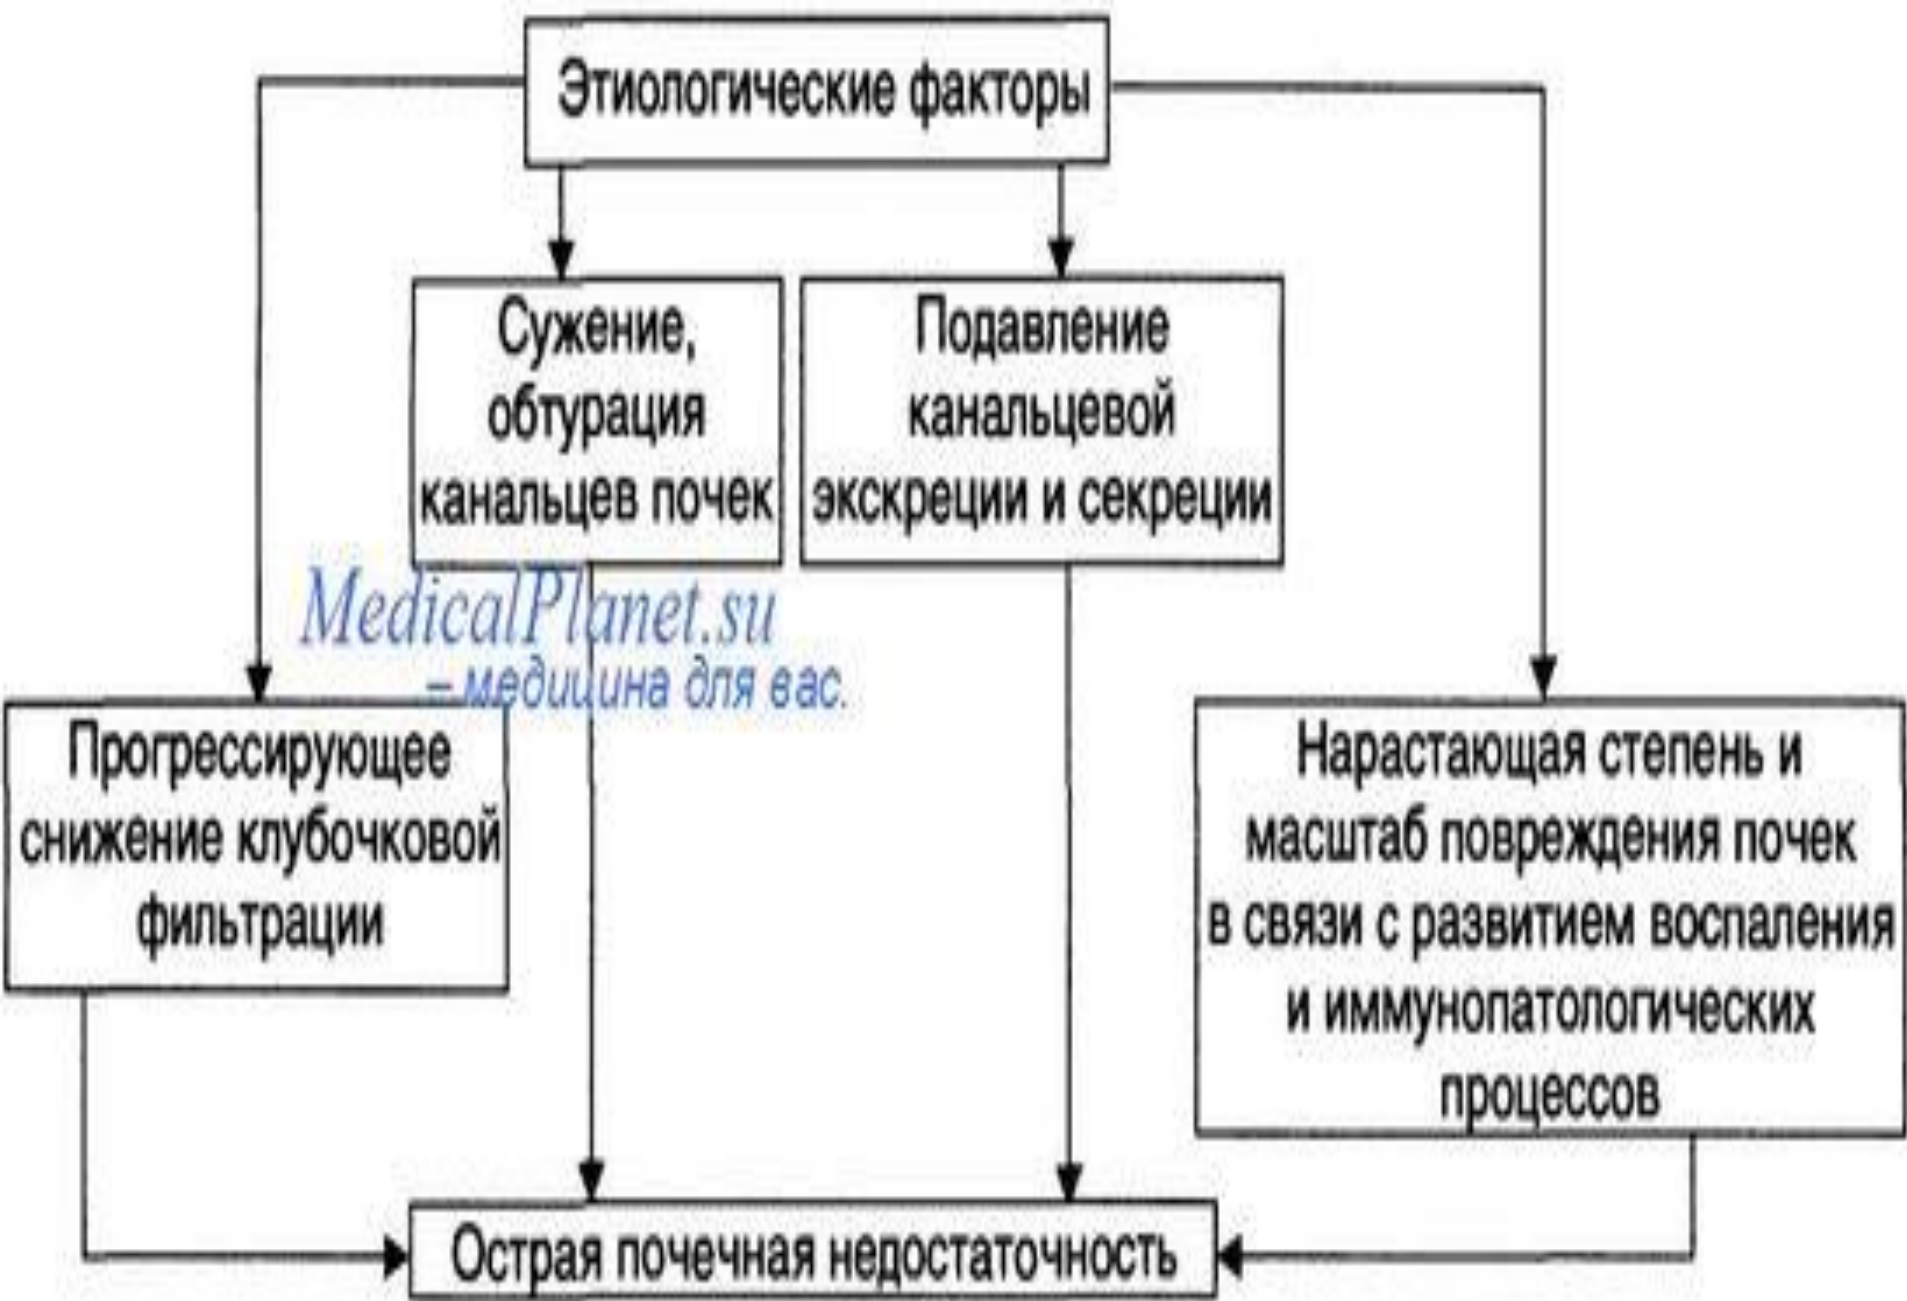 Этиологические факторы
Сужение,
обтурация
канальцев почек
Подавление
канальцевой
экскреции и секреции
MedicalPlanet.su
– медицина для вас.
Прогрессирующее
снижение клубочковой
фильтрации
Нарастающая степень и
масштаб повреждения почек
в связи с развитием воспаления
и иммунопатологических
процессов
Острая почечная недостаточность